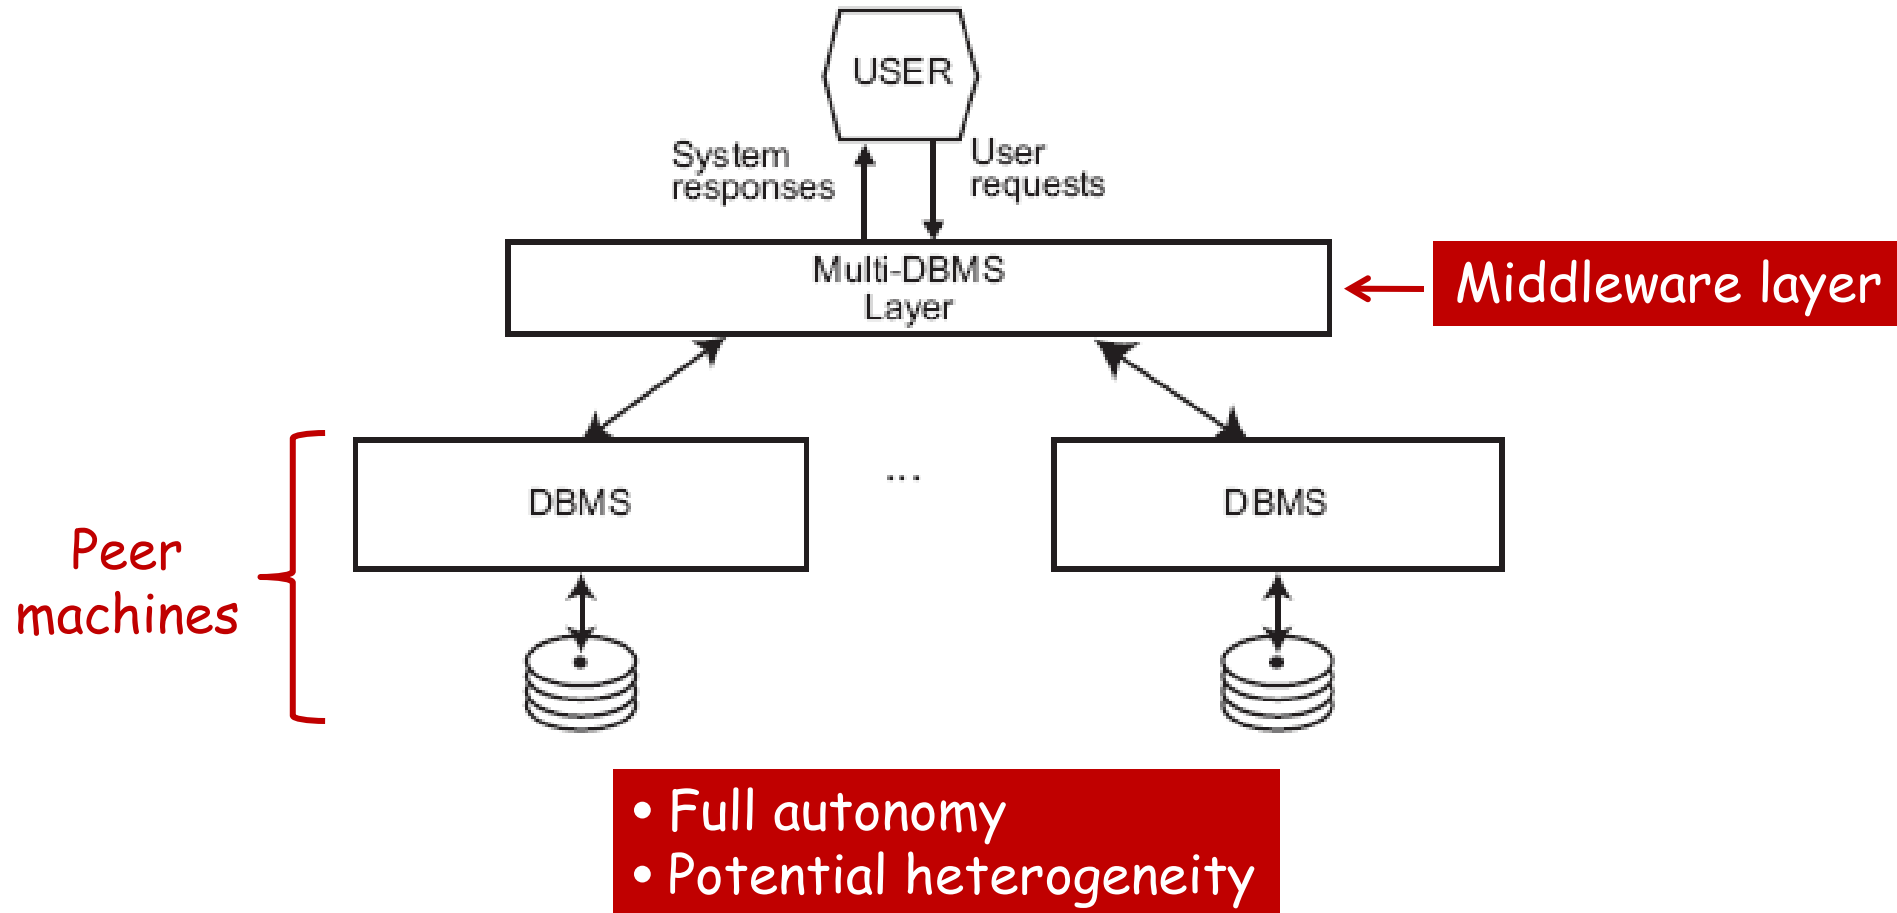 USER
System
responses
User
requests
Multi-DBMS
Layer
Middleware layer
DBMS
...
DBMS
Peer
machines
• Full autonomy
• Potential heterogeneity